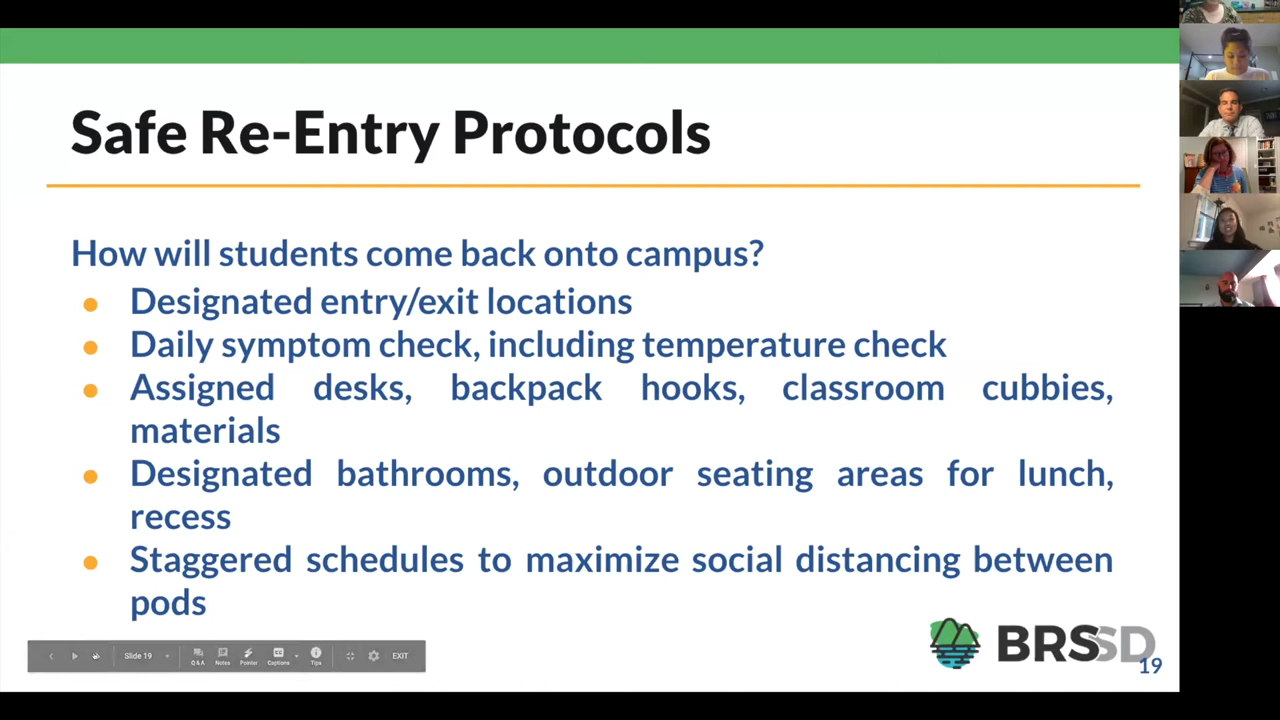 Safe Re-Entry Protocols
How will students come back onto campus?
● Designated entry/exit locations
● Daily symptom check, including temperature check
● Assigned desks, backpack hooks, classroom cubbies,
materials
● Designated bathrooms, outdoor seating areas for lunch,
recess
● Staggered schedules to maximize social distancing between
pods
Slide 19
Q&A Notes Pointer Captions Tips EXIT
BRSSD
19